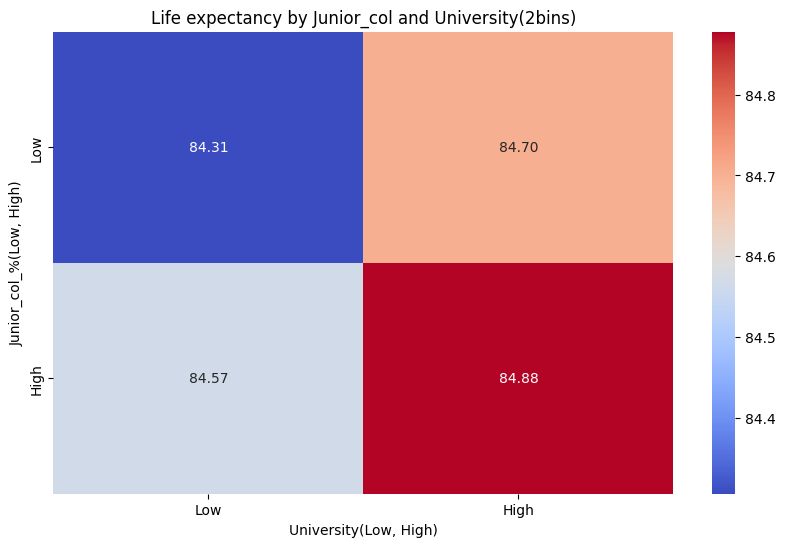 Life expectancy by Junior_col and University(2bins)
Junior_col_%(Low, High)
Low
84.31
84.70
High
84.57
84.88
Low
High
University(Low, High)
84.8
84.7
84.6
84.5
84.4